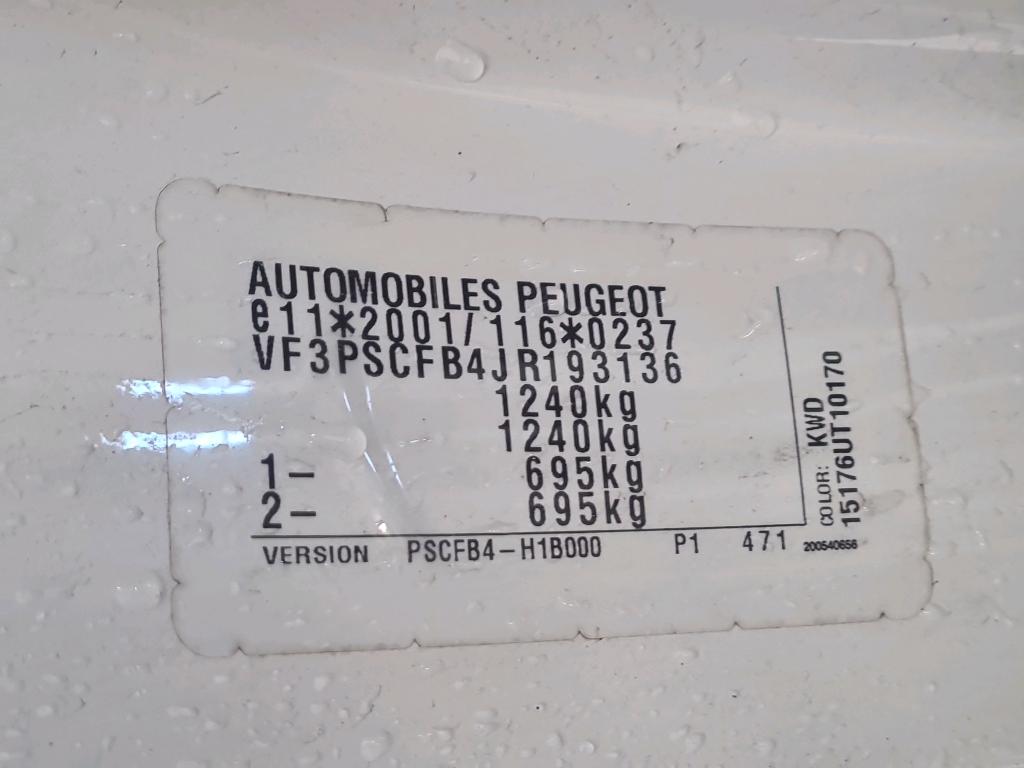 AUTOMOBILES PEUGEOT
e11*2001/116*0237
VF3PSCFB4JR193136
1240kg
1240kg
1- 695kg
2- 695kg
VERSION PSCFB4-H1B000 P1 471
COLOR: KWD
15176UT10170
200540656